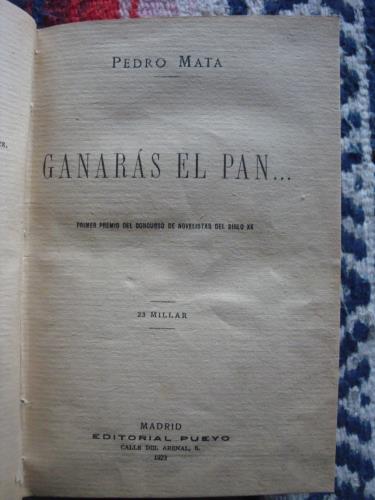 PEDRO MATA
GANARÁS EL PAN...
PRIMER PREMIO DEL CONCURSO DE NOVELISTAS DEL SIGLO XX
23 MILLAR
MADRID
EDITORIAL PUEYO
CALLE DEL ARENAL, 6.
1923